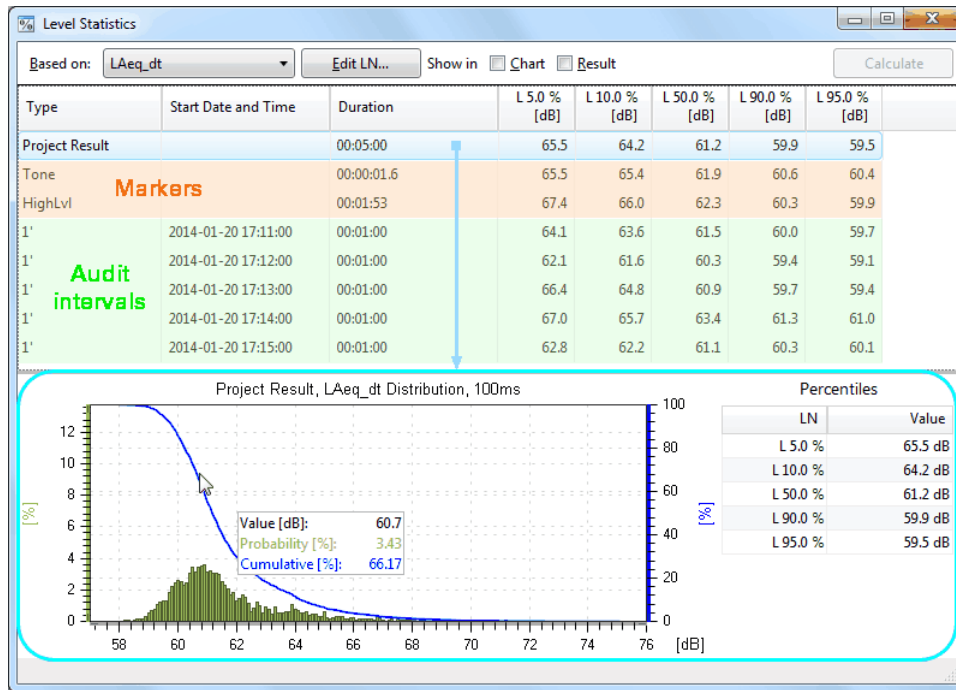 Level Statistics
Based on: LAeq_dt Edit LN... Show in Chart Result Calculate
Type Start Date and Time Duration L 5.0 % [dB] L 10.0 % [dB] L 50.0 % [dB] L 90.0 % [dB] L 95.0 % [dB]
Project Result 00:05:00 65.5 64.2 61.2 59.9 59.5
Tone 00:00:01.6 65.5 65.4 61.9 60.6 60.4
Markers
HighLvl 00:01:53 67.4 66.0 62.3 60.3 59.9
1' 2014-01-20 17:11:00 00:01:00 64.1 63.6 61.5 60.0 59.7
1' 2014-01-20 17:12:00 00:01:00 62.1 61.6 60.3 59.4 59.1
Audit
intervals
1' 2014-01-20 17:13:00 00:01:00 66.4 64.8 60.9 59.7 59.4
1' 2014-01-20 17:14:00 00:01:00 67.0 65.7 63.4 61.3 61.0
1' 2014-01-20 17:15:00 00:01:00 62.8 62.2 61.1 60.3 60.1
Project Result, LAeq_dt Distribution, 100ms
[%]
12
10
8
6
4
2
0
100
80
60
40
20
0
[%]
Value [dB]: 60.7
Probability [%]: 3.43
Cumulative [%]: 66.17
58 60 62 64 66 68 70 72 74 76 [dB]
Percentiles
LN Value
L 5.0 % 65.5 dB
L 10.0 % 64.2 dB
L 50.0 % 61.2 dB
L 90.0 % 59.9 dB
L 95.0 % 59.5 dB